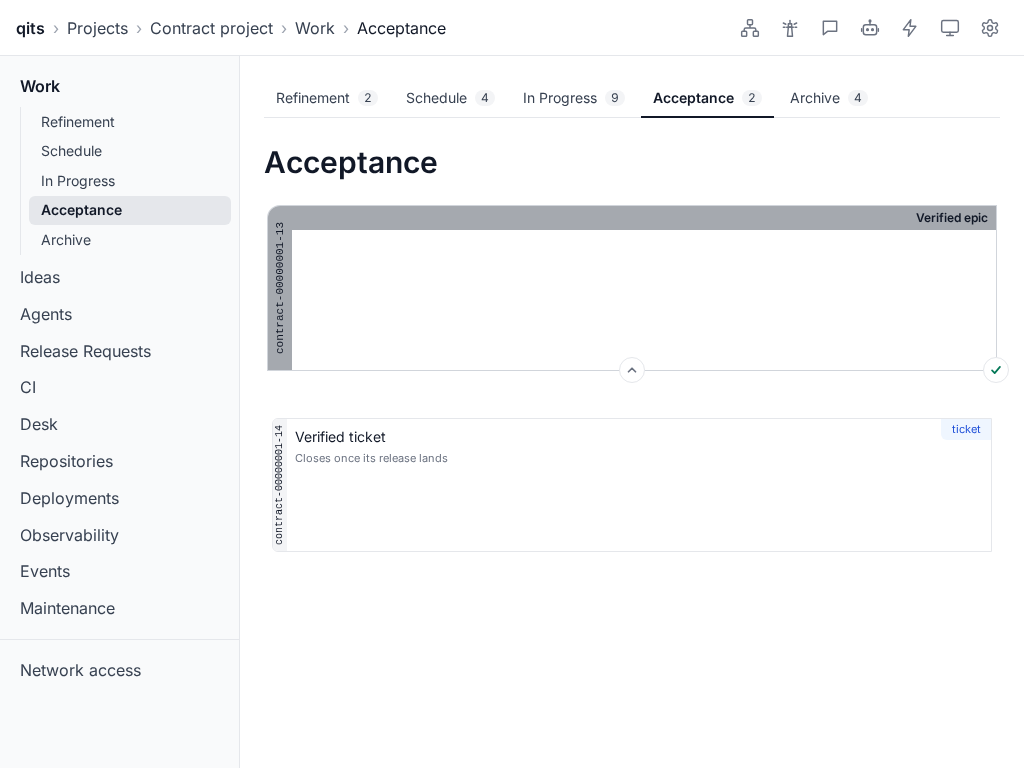 qits › Projects › Contract project › Work › Acceptance
Work
Refinement
Schedule
In Progress
Acceptance
Archive
Ideas
Agents
Release Requests
CI
Desk
Repositories
Deployments
Observability
Events
Maintenance
Network access
Refinement 2 Schedule 4 In Progress 9 Acceptance 2 Archive 4
Acceptance
Verified epic
contract-00000001-13
contract-00000001-14
Verified ticket
ticket
Closes once its release lands